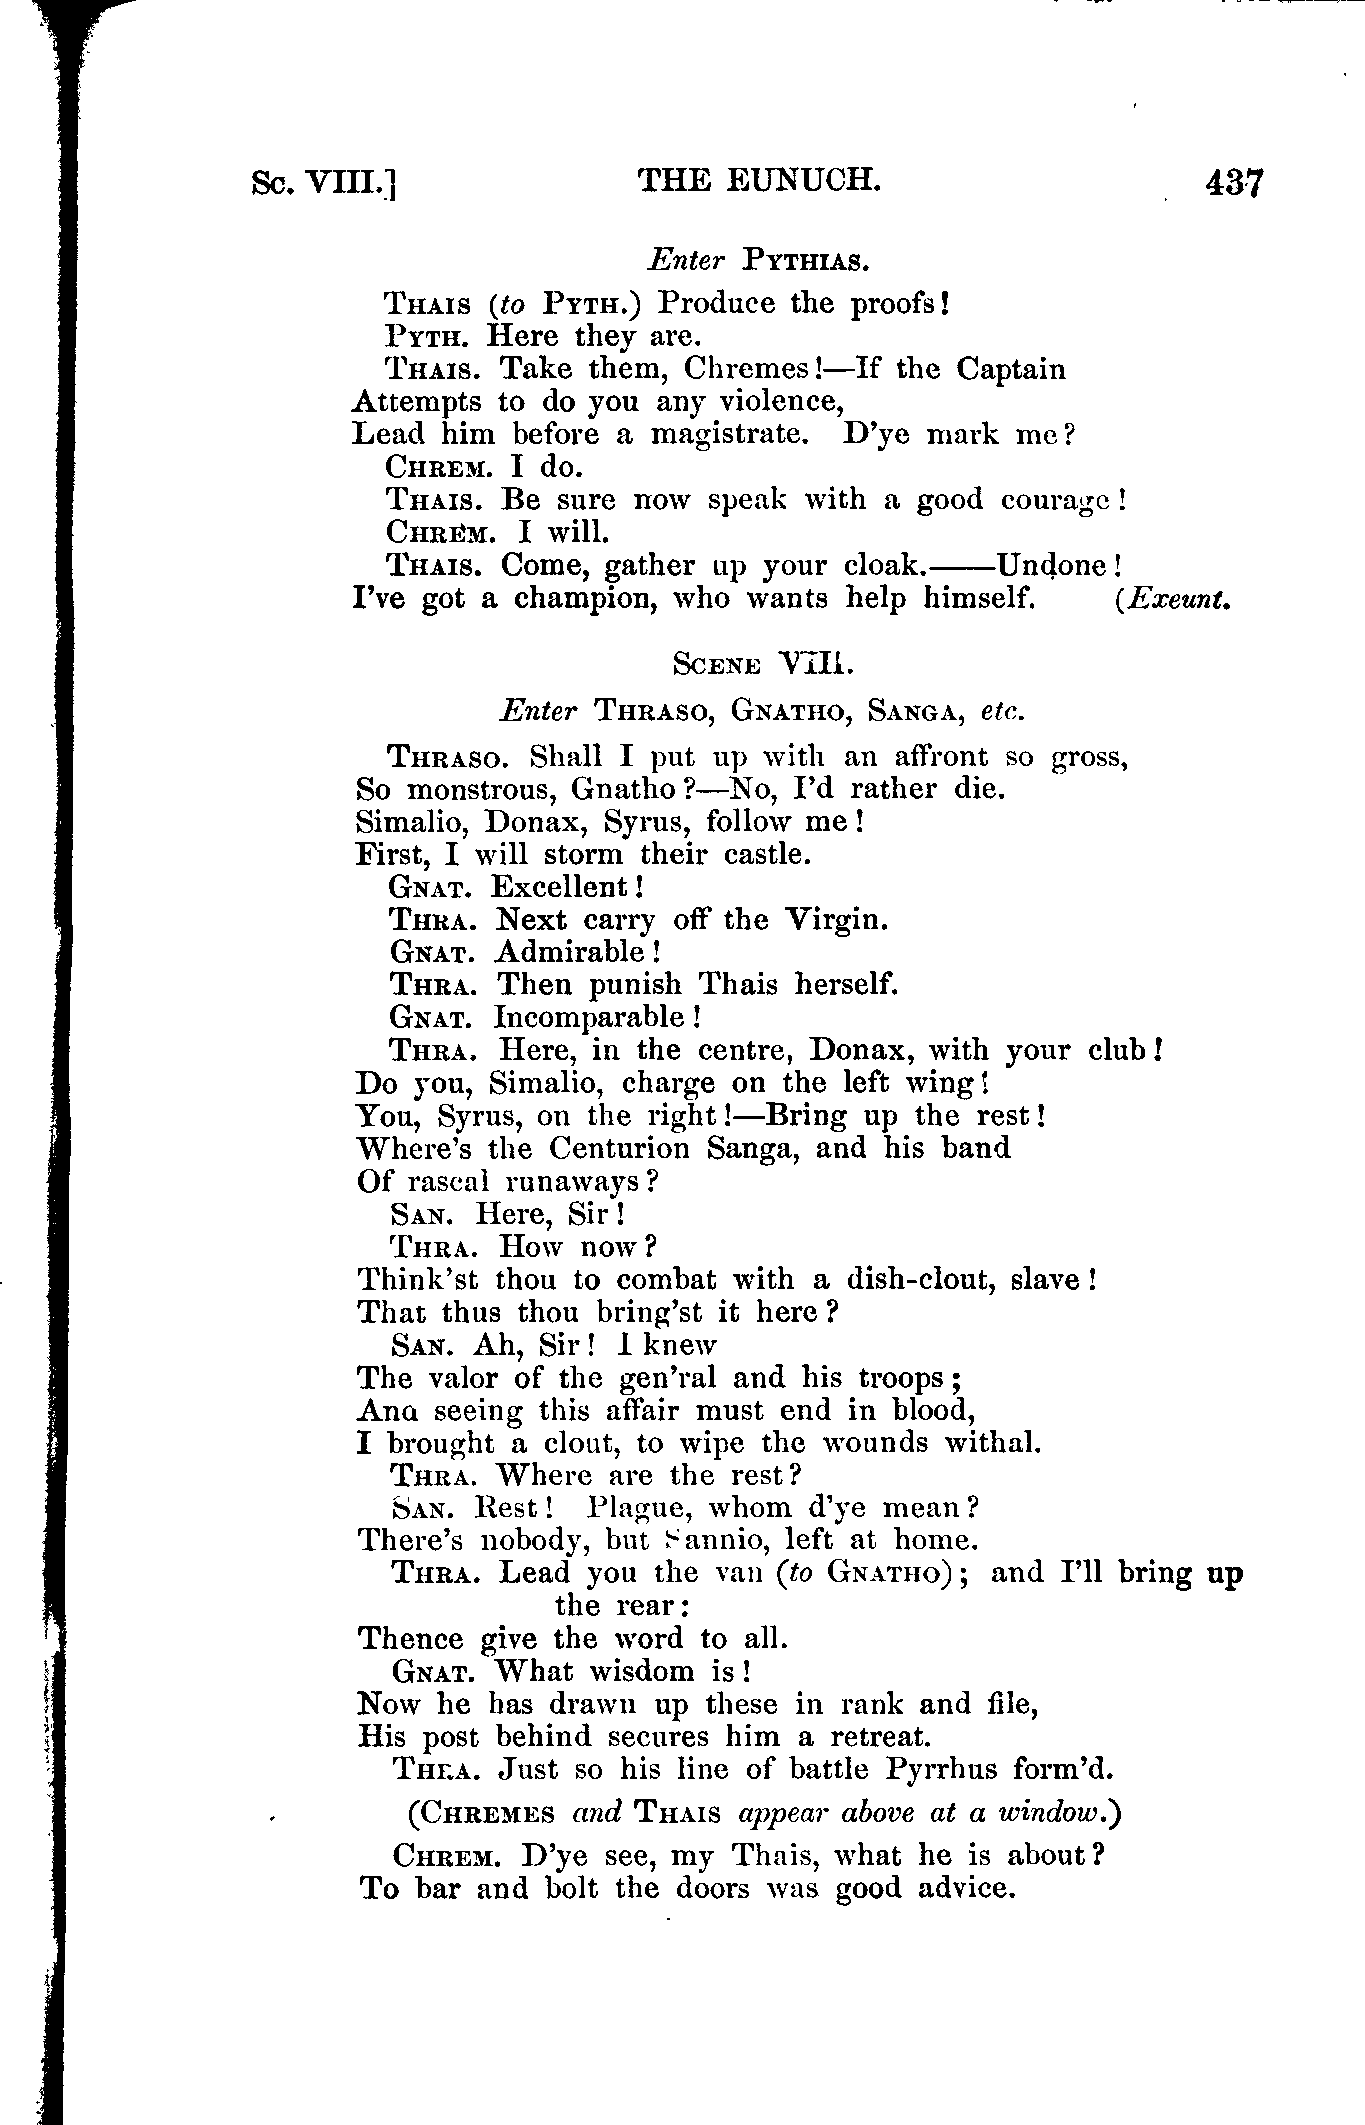 Sc. VIII.] THE EUNUCH. 437
Enter PYTHIAS.
THAIS (to PYTH.) Produce the proofs!
PYTH. Here they are.
THAIS. Take them, Chremes!—If the Captain
Attempts to do you any violence,
Lead him before a magistrate. D'ye mark me?
CHREM. I do.
THAIS. Be sure now speak with a good courage!
CHREM. I will.
THAIS. Come, gather up your cloak.——Undone!
I've got a champion, who wants help himself. (Exeunt.
SCENE VIII.
Enter THRASO, GNATHO, SANGA, etc.
THRASO. Shall I put up with an affront so gross,
So monstrous, Gnatho?—No, I'd rather die.
Simalio, Donax, Syrus, follow me!
First, I will storm their castle.
GNAT. Excellent!
THRA. Next carry off the Virgin.
GNAT. Admirable!
THRA. Then punish Thais herself.
GNAT. Incomparable!
THRA. Here, in the centre, Donax, with your club!
Do you, Simalio, charge on the left wing!
You, Syrus, on the right!—Bring up the rest!
Where's the Centurion Sanga, and his band
Of rascal runaways?
SAN. Here, Sir!
THRA. How now?
Think'st thou to combat with a dish-clout, slave!
That thus thou bring'st it here?
SAN. Ah, Sir! I knew
The valor of the gen'ral and his troops;
And seeing this affair must end in blood,
I brought a clout, to wipe the wounds withal.
THRA. Where are the rest?
SAN. Rest! Plague, whom d'ye mean?
There's nobody, but Sannio, left at home.
THRA. Lead you the van (to GNATHO); and I'll bring up
the rear:
Thence give the word to all.
GNAT. What wisdom is!
Now he has drawn up these in rank and file,
His post behind secures him a retreat.
THRA. Just so his line of battle Pyrrhus form'd.
(CHREMES and THAIS appear above at a window.)
CHREM. D'ye see, my Thais, what he is about?
To bar and bolt the doors was good advice.